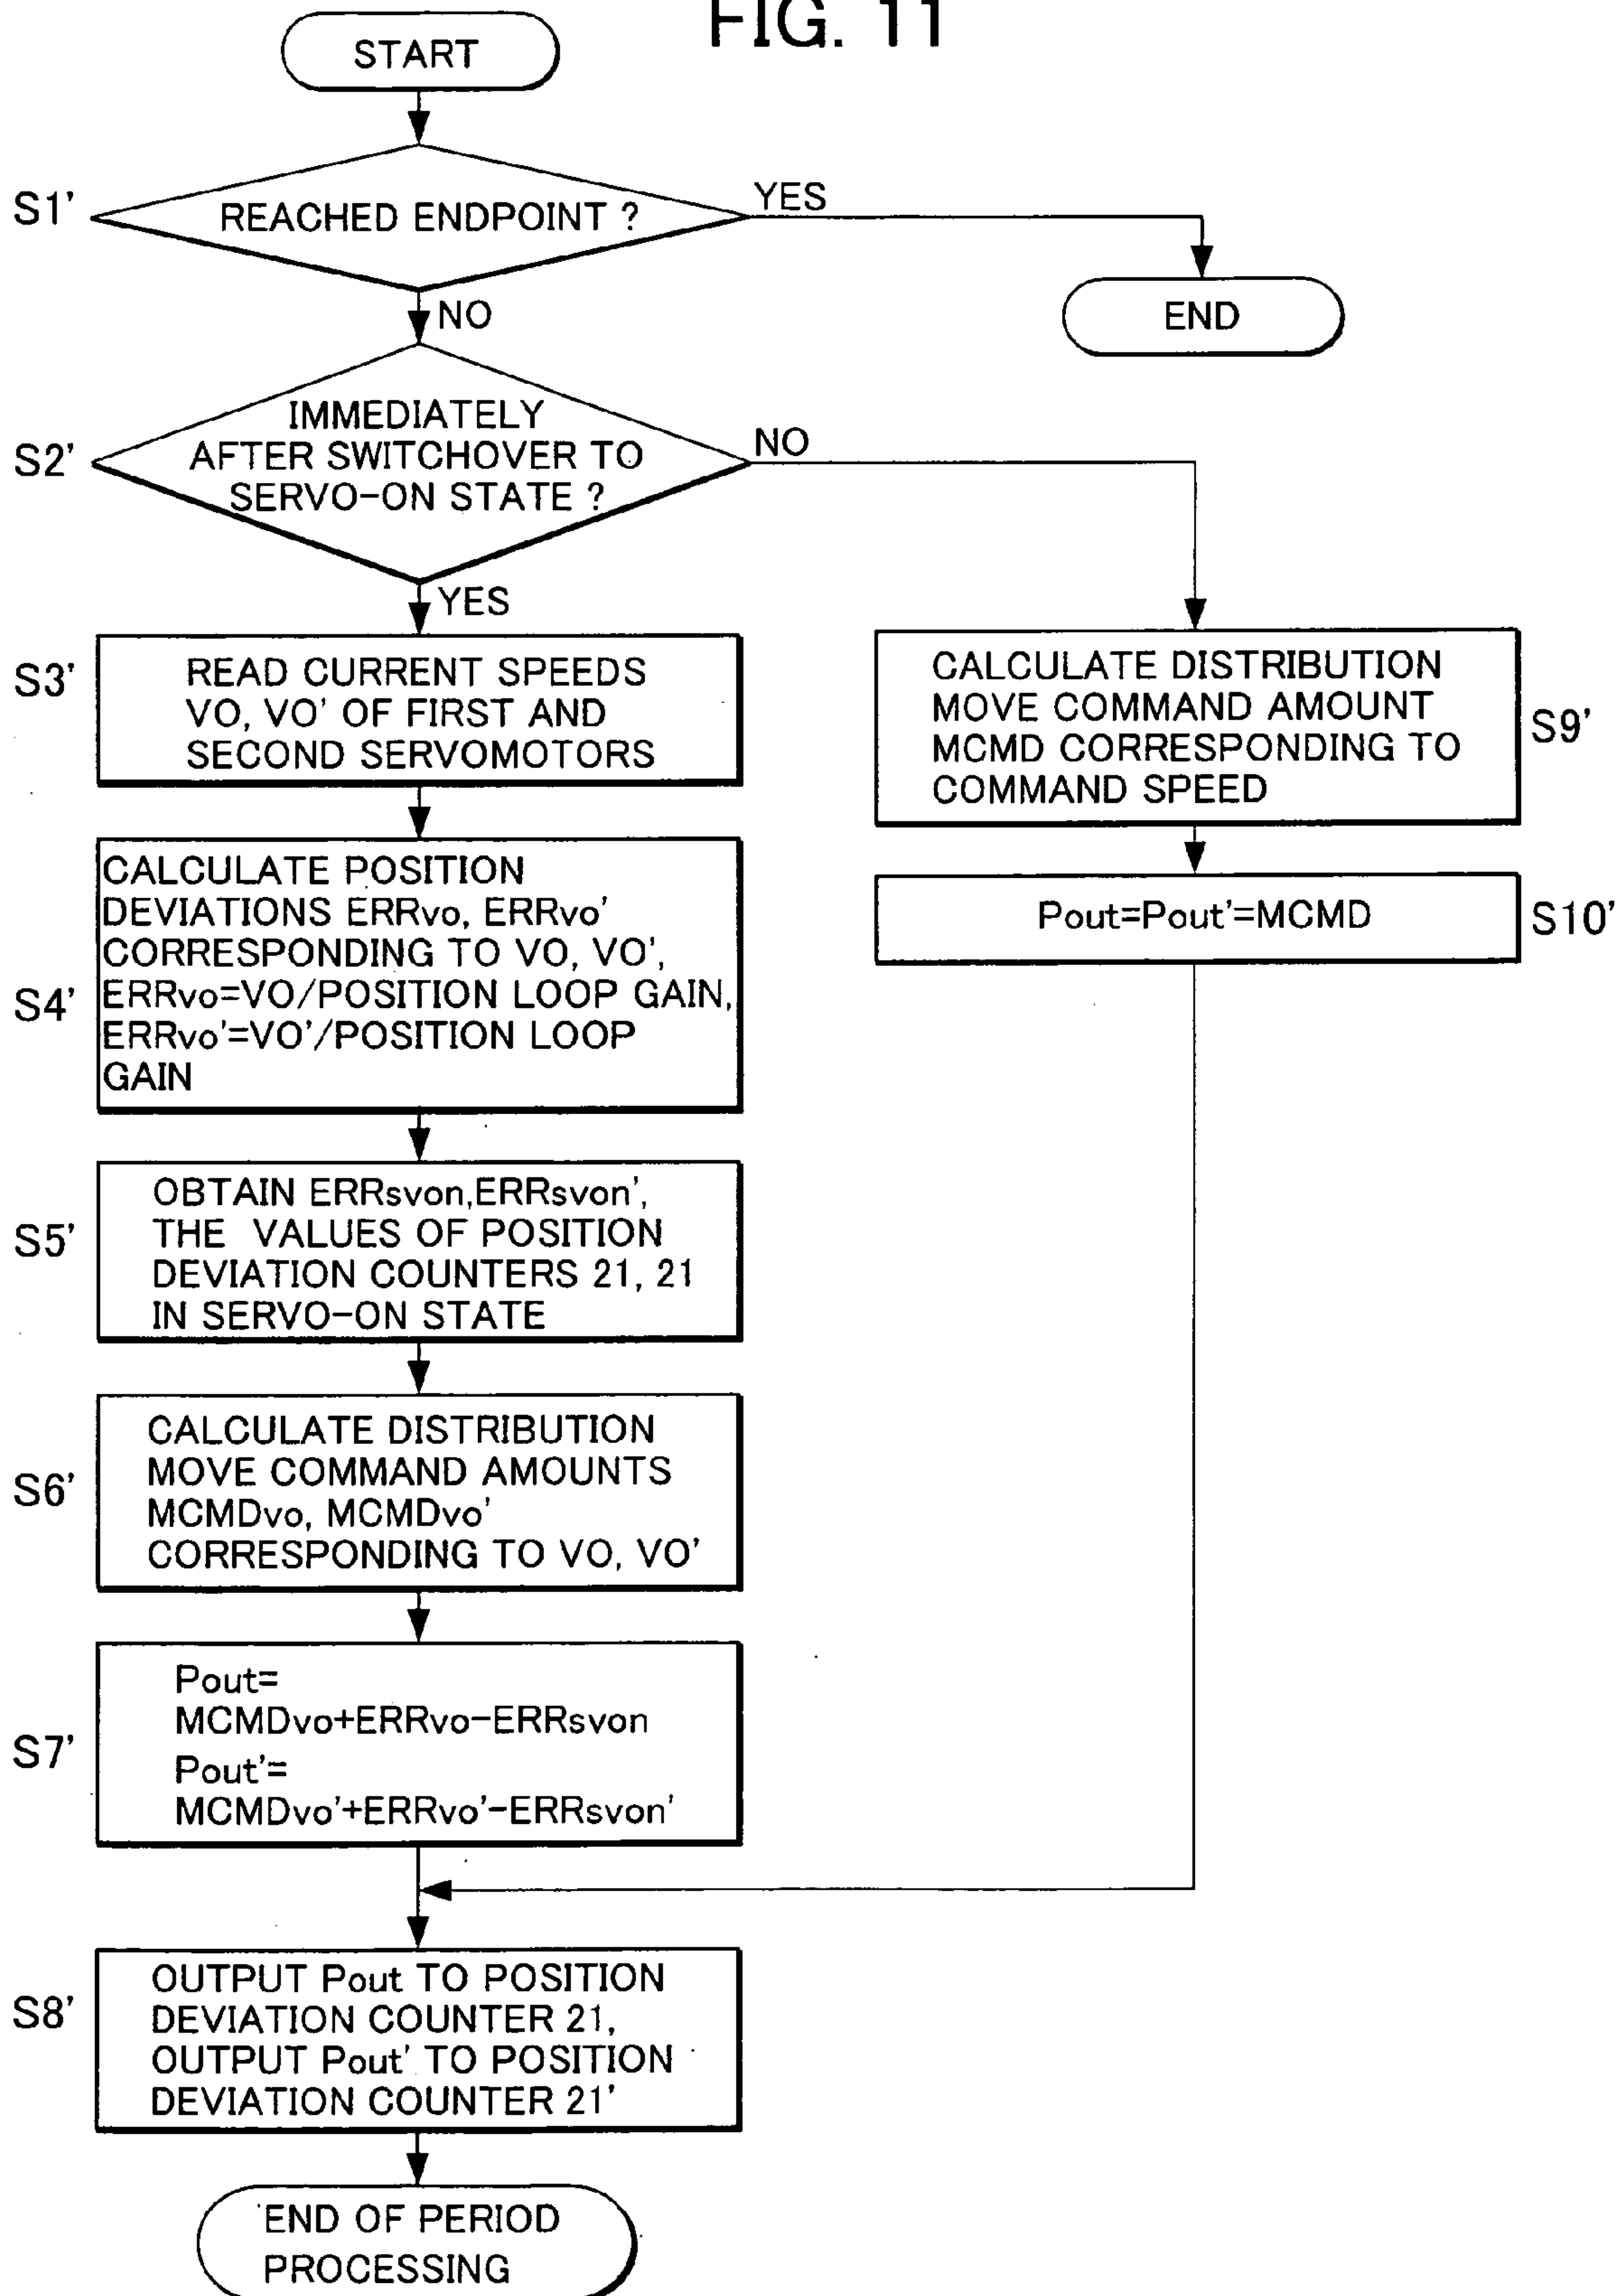 FIG. 11
START
S1'
REACHED ENDPOINT ?
YES
END
NO
S2'
IMMEDIATELY
AFTER SWITCHOVER TO
SERVO-ON STATE ?
NO
YES
S3'
READ CURRENT SPEEDS
VO, VO' OF FIRST AND
SECOND SERVOMOTORS
CALCULATE DISTRIBUTION
MOVE COMMAND AMOUNT
MCMD CORRESPONDING TO
COMMAND SPEED
S9'
S4'
CALCULATE POSITION
DEVIATIONS ERRvo, ERRvo'
CORRESPONDING TO VO, VO',
ERRvo=VO/POSITION LOOP GAIN,
ERRvo'=VO'/POSITION LOOP
GAIN
Pout=Pout'=MCMD
S10'
S5'
OBTAIN ERRsvon,ERRsvon',
THE VALUES OF POSITION
DEVIATION COUNTERS 21, 21
IN SERVO-ON STATE
S6'
CALCULATE DISTRIBUTION
MOVE COMMAND AMOUNTS
MCMDvo, MCMDvo'
CORRESPONDING TO VO, VO'
S7'
Pout=
MCMDvo+ERRvo-ERRsvon
Pout'=
MCMDvo'+ERRvo'-ERRsvon'
S8'
OUTPUT Pout TO POSITION
DEVIATION COUNTER 21,
OUTPUT Pout' TO POSITION
DEVIATION COUNTER 21'
END OF PERIOD
PROCESSING